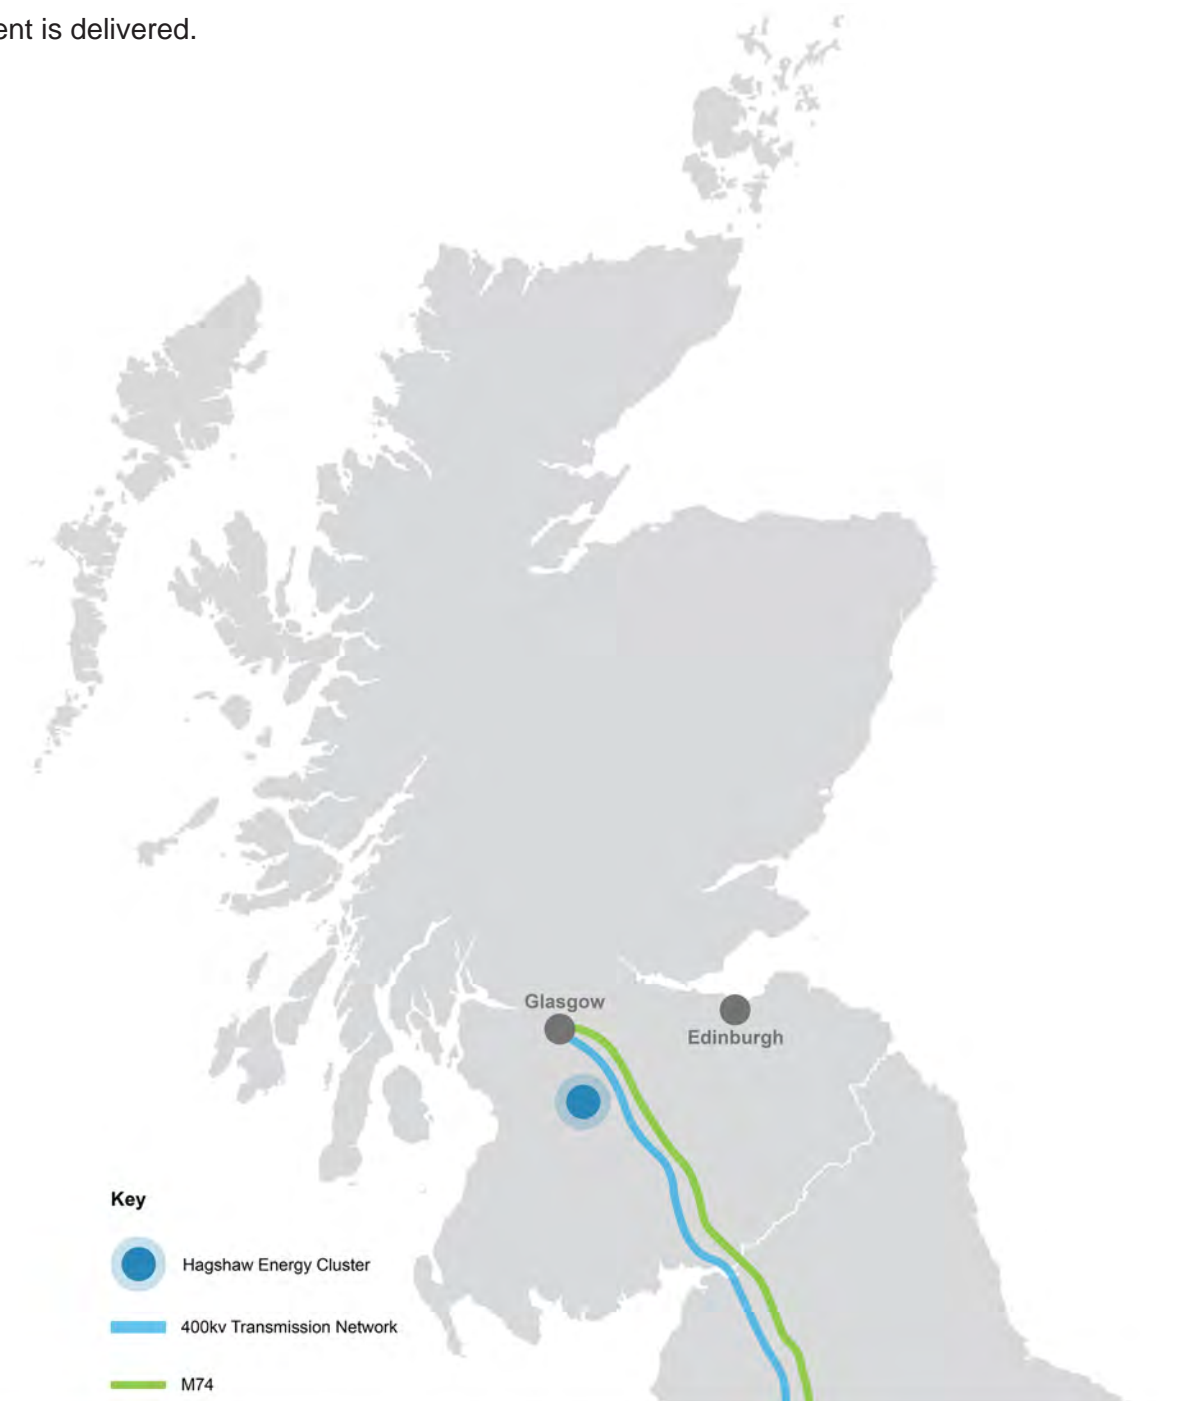 ent is delivered.
Glasgow
Edinburgh
Key
Hagshaw Energy Cluster
400kv Transmission Network
M74